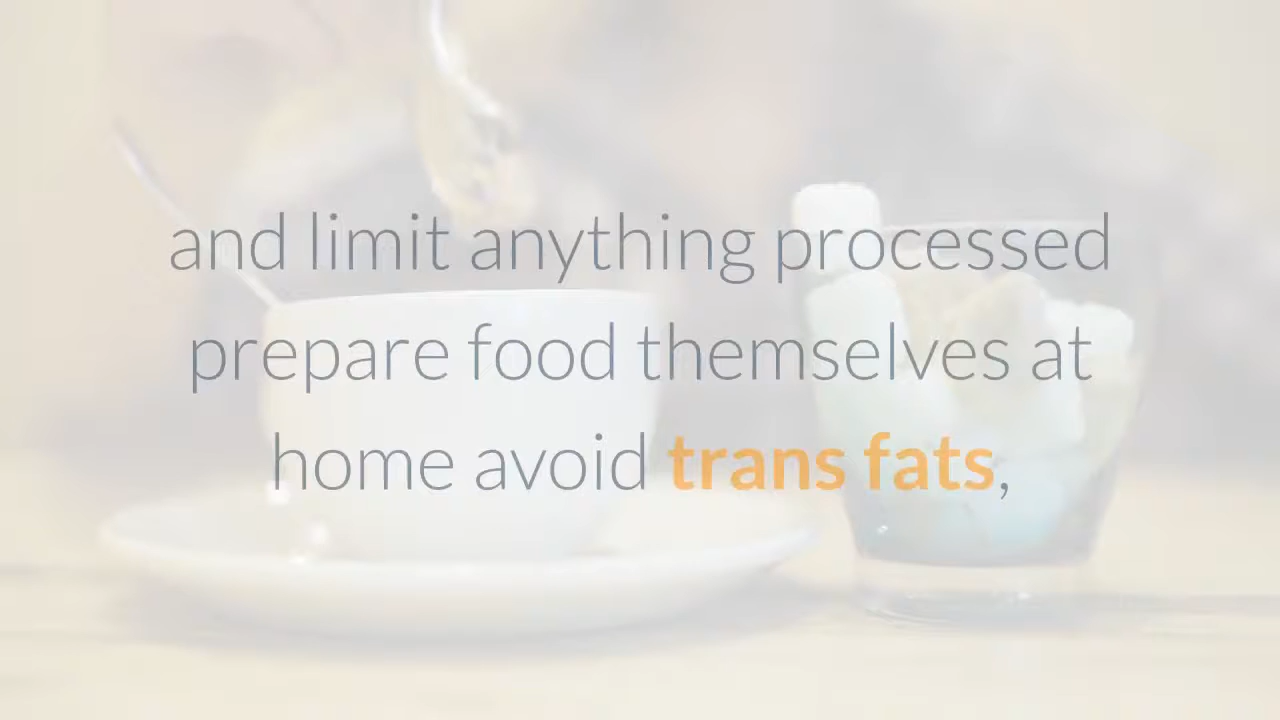 and limit anything processed
prepare food themselves at
home avoid trans fats,